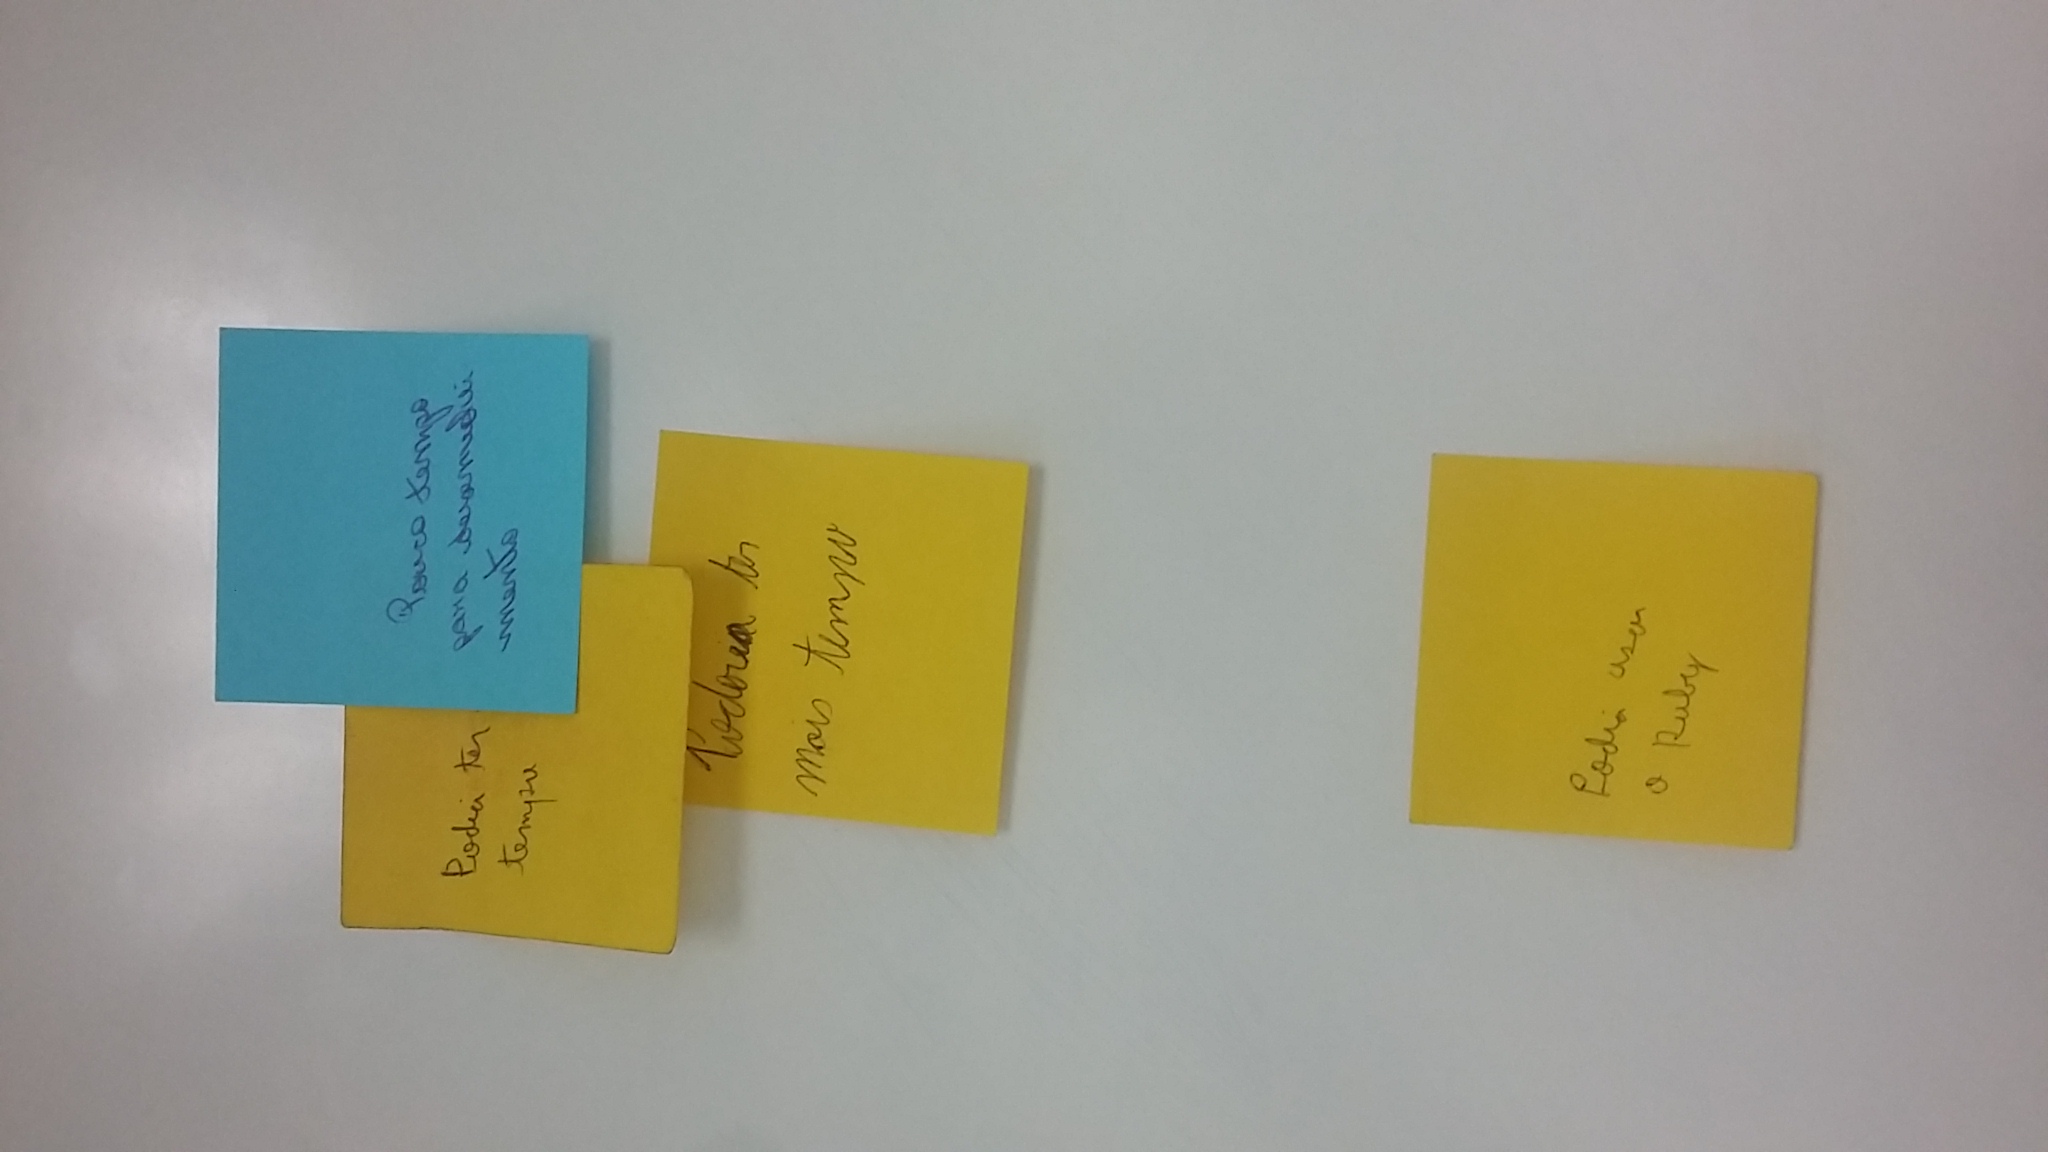 Pouco tempo
para desenvolvi
mento
Podia ter
tempo
Poderia ter
mais tempo
Podia usar
o Ruby